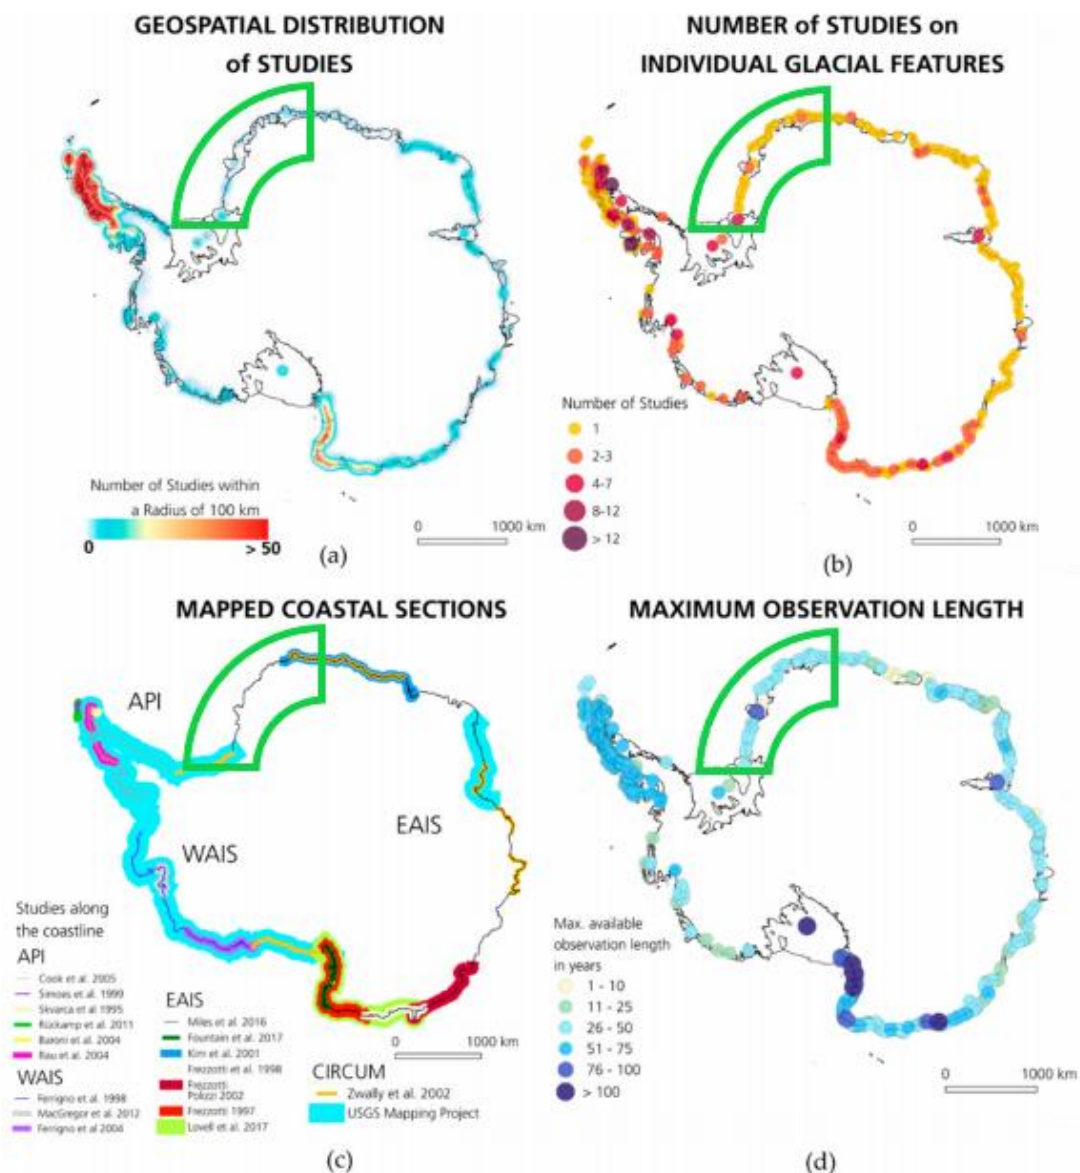 GEOSPATIAL DISTRIBUTION
of STUDIES
NUMBER of STUDIES on
INDIVIDUAL GLACIAL FEATURES
Number of Studies within
a Radius of 100 km
0
> 50
0
1000 km
(a)
Number of Studies
1
2-3
4-7
8-12
> 12
0
1000 km
(b)
MAPPED COASTAL SECTIONS
MAXIMUM OBSERVATION LENGTH
API
WAIS
EAIS
Studies along
the coastline
API
Cook et al. 2005
Simoes et al. 1999
Skvarca et al 1995
Rückamp et al. 2011
Baroni et al. 2004
Rau et al. 2004
WAIS
Ferrigno et al. 1998
MacGregor et al. 2012
Ferrigno et al 2004
EAIS
Miles et al. 2016
Fountain et al. 2017
Kim et al. 2001
Frezzotti et al. 1998
Frezzotti
Polizzi 2002
Frezzotti 1997
Lovell et al. 2017
0
1000 km
CIRCUM
Zwally et al. 2002
USGS Mapping Project
(c)
Max. available
observation length
in years
1 - 10
11 - 25
26 - 50
51 - 75
76 - 100
> 100
0
1000 km
(d)